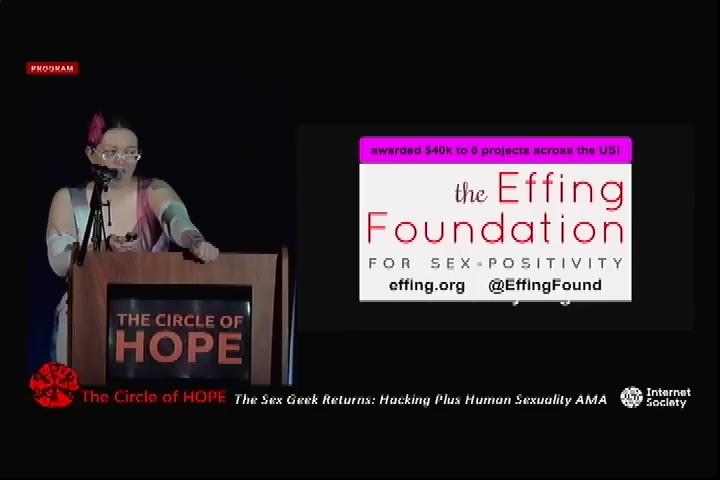 PROGRAM
awarded $40k to 8 projects across the US!
the Effing
Foundation
FOR SEX-POSITIVITY
effing.org @EffingFound
THE CIRCLE OF
HOPE
The Circle of HOPE
The Sex Geek Returns: Hacking Plus Human Sexuality AMA
Internet
Society